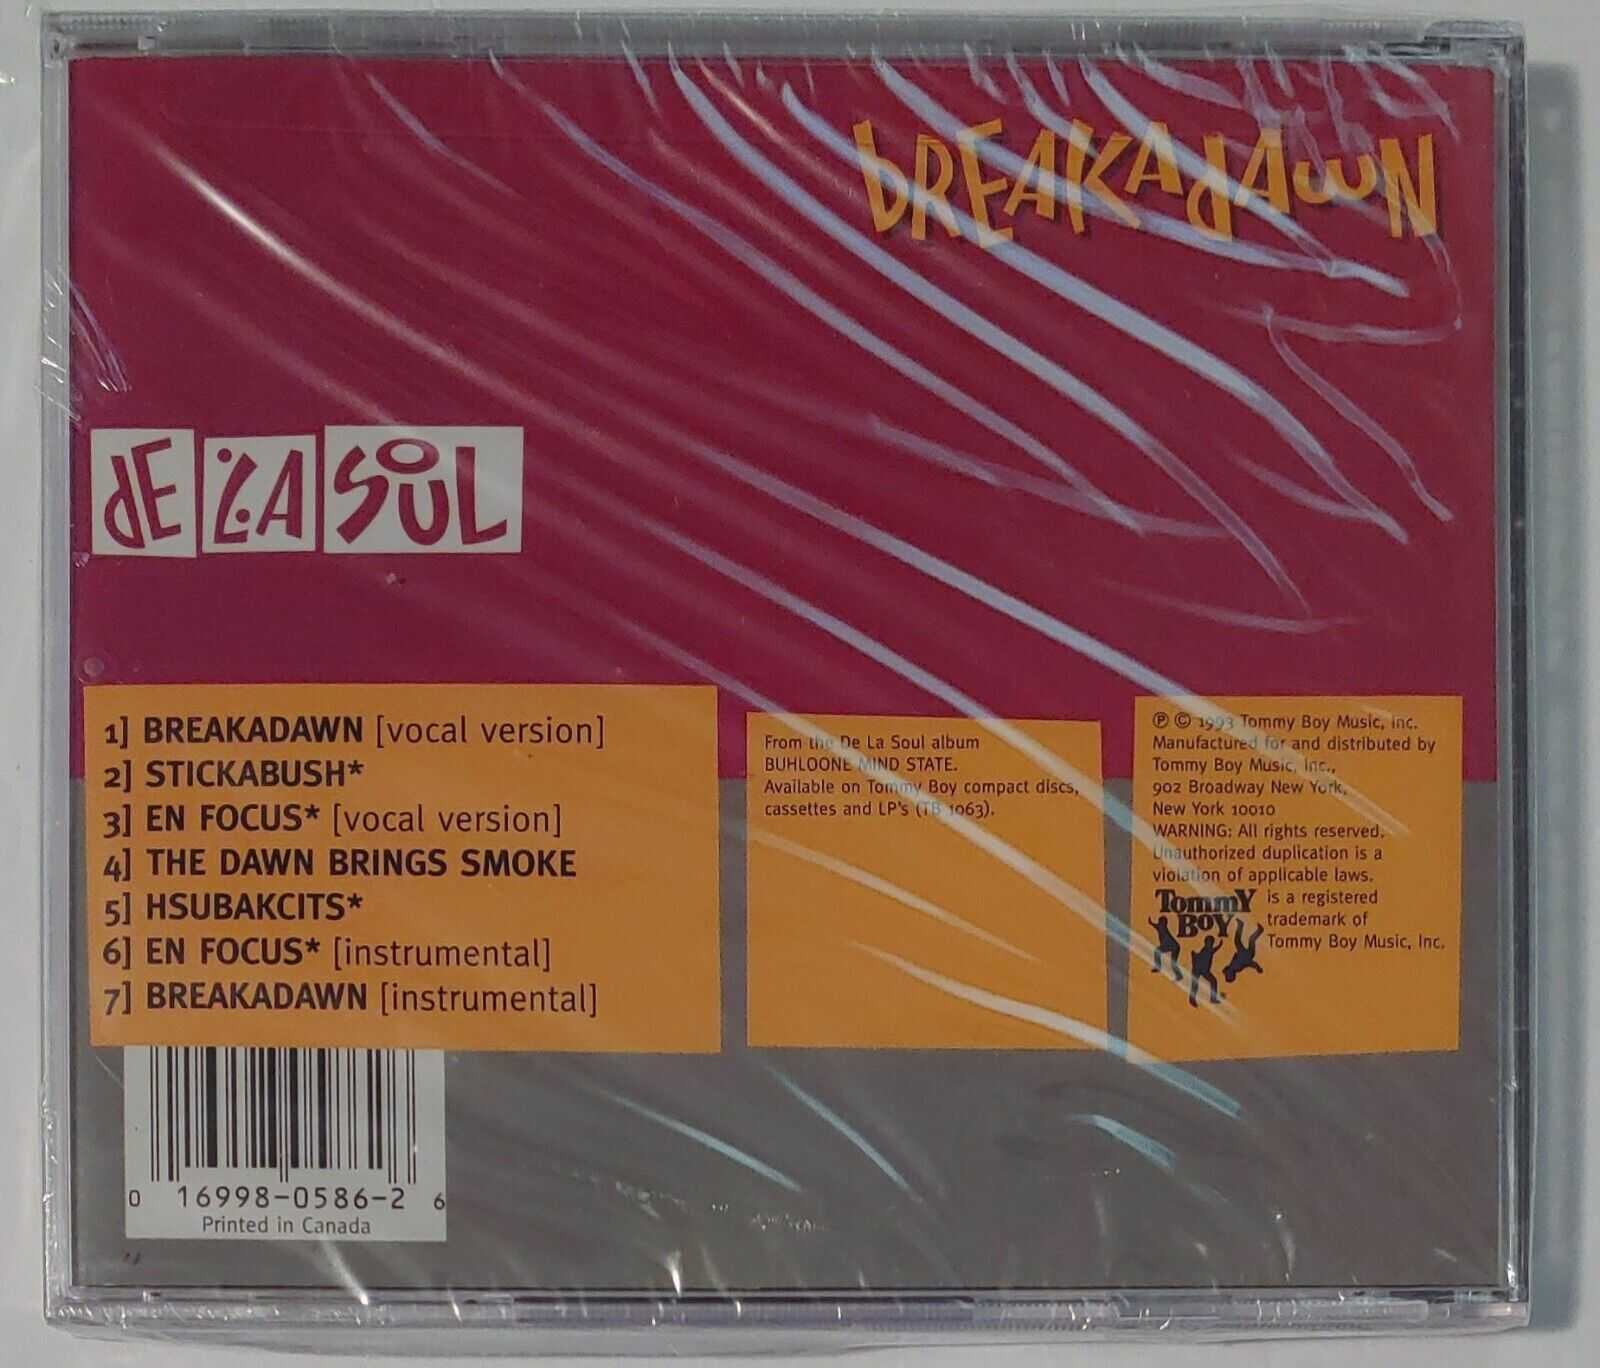 bREAKAdAWN
dE LA SOUL
1] BREAKADAWN [vocal version]
2] STICKABUSH*
3] EN FOCUS* [vocal version]
4] THE DAWN BRINGS SMOKE
5] HSUBAKCITS*
6] EN FOCUS* [instrumental]
7] BREAKADAWN [instrumental]
From the De La Soul album
BUHLOONE MIND STATE.
Available on Tommy Boy compact discs,
cassettes and LP's (TB 1063).
℗ © 1993 Tommy Boy Music, Inc.
Manufactured for and distributed by
Tommy Boy Music, Inc.,
902 Broadway New York,
New York 10010
WARNING: All rights reserved.
Unauthorized duplication is a
violation of applicable laws.
TommY BOY is a registered
trademark of
Tommy Boy Music, Inc.
0 16998-0586-2 6
Printed in Canada